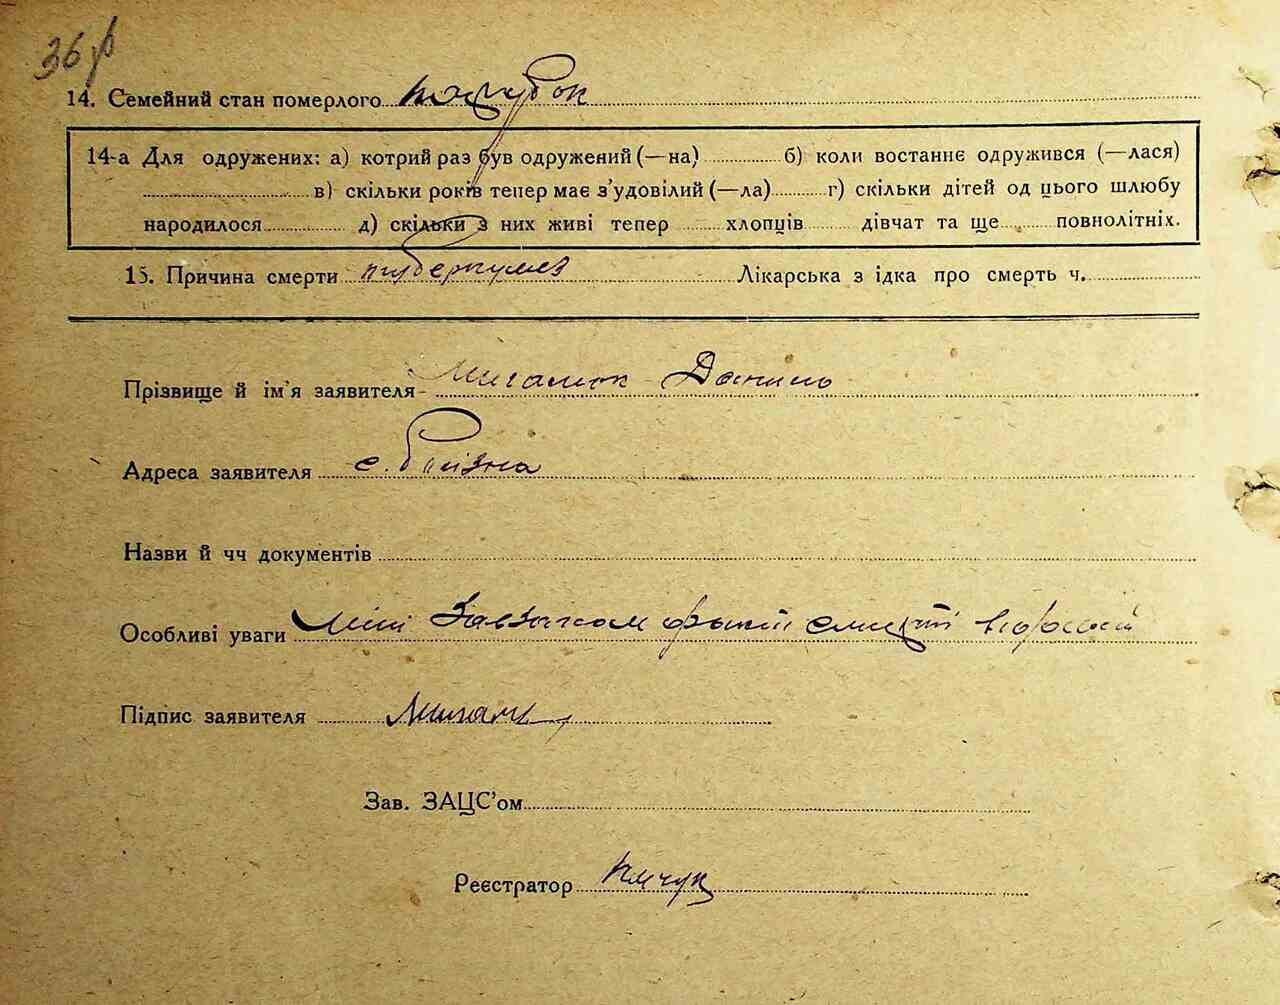 36
14. Семейний стан померлого парубок
14-а Для одружених: а) котрий раз був одружений (—на) б) коли востаннє одружився (—лася)
в) скільки років тепер має з'удовілий (—ла) г) скільки дітей од цього шлюбу
народилося д) скільки з них живі тепер хлопців дівчат та ще повнолітніх.
15. Причина смерти туберкульоз Лікарська з ідка про смерть ч.
Прізвище й ім'я заявителя Данило
Адреса заявителя с.
Назви й чч документів
Особливі уваги смерті
Підпис заявителя
Зав. ЗАЦС'ом
Реєстратор